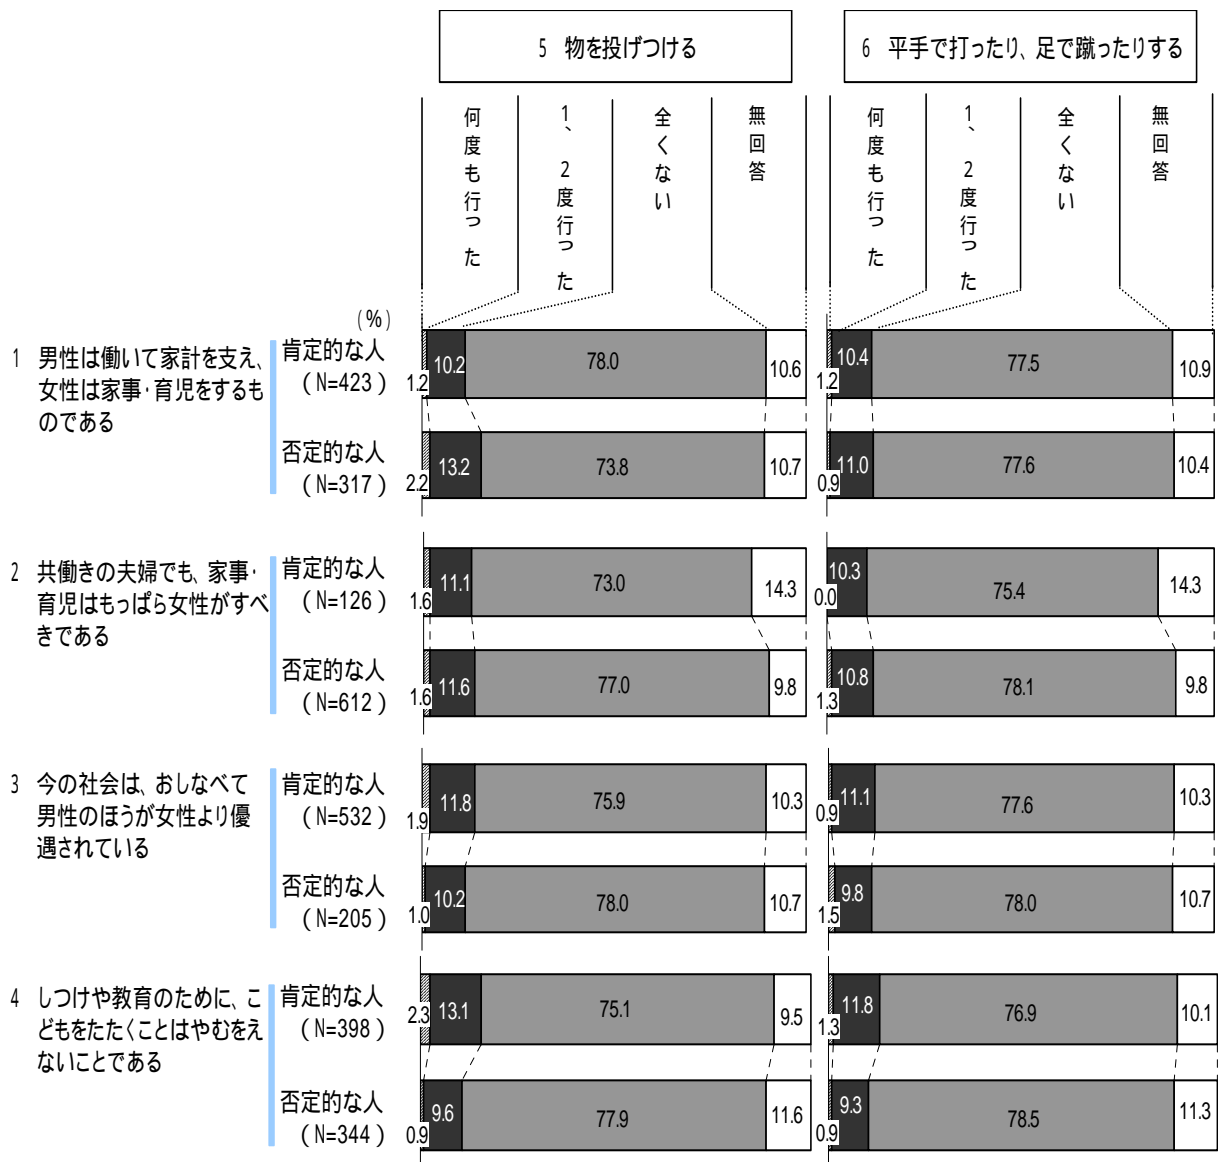 5 物を投げつける
6 平手で打ったり、足で蹴ったりする
何度も行った
1、2度行った
全くない
無回答
何度も行った
1、2度行った
全くない
無回答
(%)
1 男性は働いて家計を支え、
女性は家事・育児をするも
のである
肯定的な人
(N=423)
1.2 10.2 78.0 10.6
1.2 10.4 77.5 10.9
否定的な人
(N=317)
2.2 13.2 73.8 10.7
0.9 11.0 77.6 10.4
2 共働きの夫婦でも、家事・
育児はもっぱら女性がすべ
きである
肯定的な人
(N=126)
1.6 11.1 73.0 14.3
0.0 10.3 75.4 14.3
否定的な人
(N=612)
1.6 11.6 77.0 9.8
1.3 10.8 78.1 9.8
3 今の社会は、おしなべて
男性のほうが女性より優
遇されている
肯定的な人
(N=532)
1.9 11.8 75.9 10.3
0.9 11.1 77.6 10.3
否定的な人
(N=205)
1.0 10.2 78.0 10.7
1.5 9.8 78.0 10.7
4 しつけや教育のために、こ
どもをたたくことはやむをえ
ないことである
肯定的な人
(N=398)
2.3 13.1 75.1 9.5
1.3 11.8 76.9 10.1
否定的な人
(N=344)
0.9 9.6 77.9 11.6
0.9 9.3 78.5 11.3